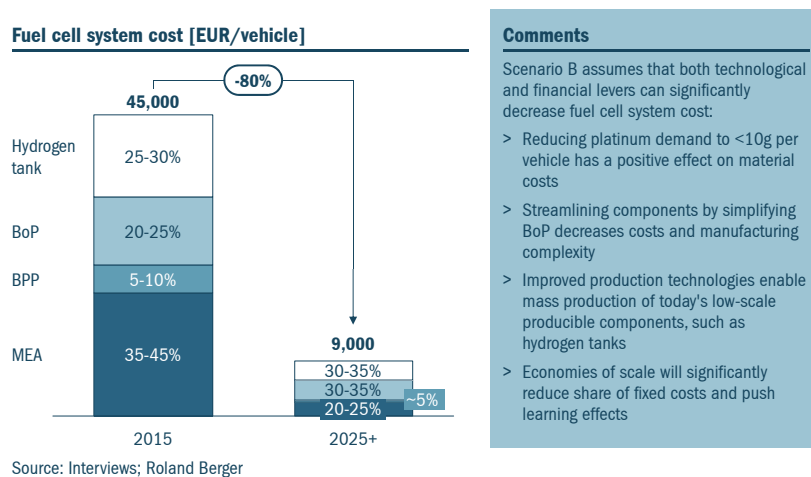 Fuel cell system cost [EUR/vehicle]
-80%
45,000
Hydrogen
tank
25-30%
BoP
20-25%
BPP
5-10%
MEA
35-45%
9,000
30-35%
30-35%
~5%
20-25%
2015
2025+
Source: Interviews; Roland Berger
Comments
Scenario B assumes that both technological
and financial levers can significantly
decrease fuel cell system cost:
> Reducing platinum demand to <10g per
vehicle has a positive effect on material
costs
> Streamlining components by simplifying
BoP decreases costs and manufacturing
complexity
> Improved production technologies enable
mass production of today's low-scale
producible components, such as
hydrogen tanks
> Economies of scale will significantly
reduce share of fixed costs and push
learning effects